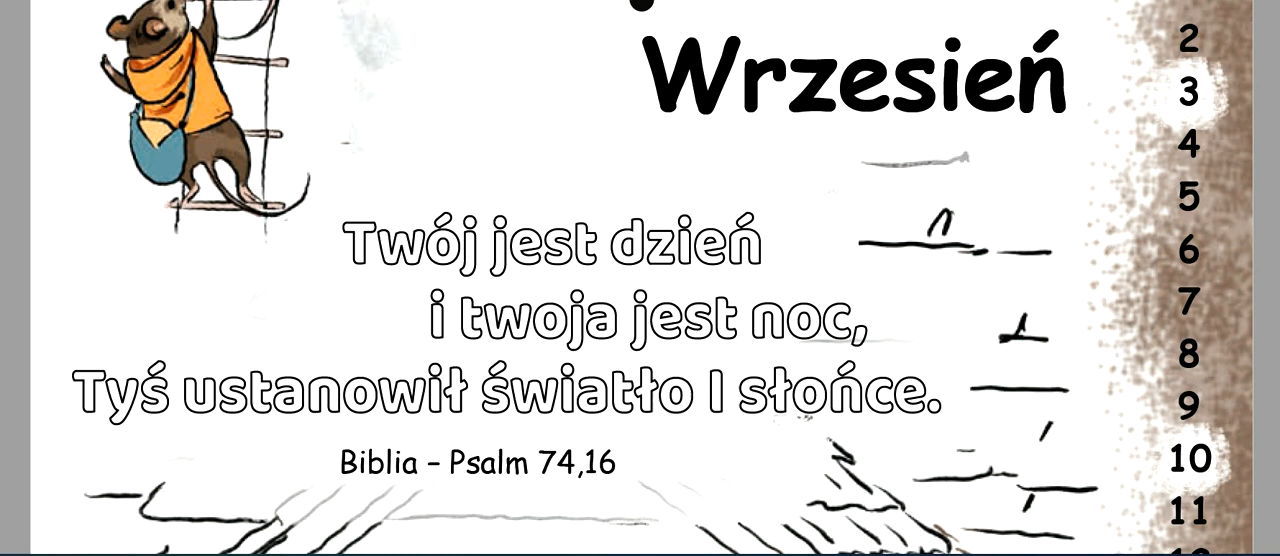 Wrzesień
Twój jest dzień
i twoja jest noc,
Tyś ustanowił światło I słońce.
Biblia – Psalm 74,16
2
3
4
5
6
7
8
9
10
11